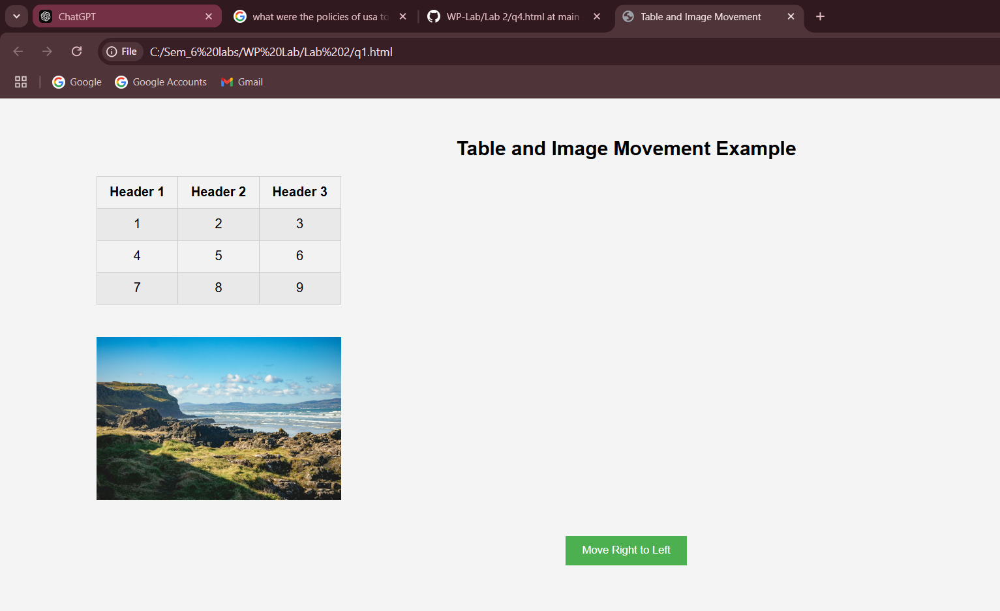 ChatGPT
what were the policies of usa to
WP-Lab/Lab 2/q4.html at main
Table and Image Movement
File
C:/Sem_6%20labs/WP%20Lab/Lab%202/q1.html
Google
Google Accounts
Gmail
Table and Image Movement Example
Header 1 Header 2 Header 3
1 2 3
4 5 6
7 8 9
Move Right to Left